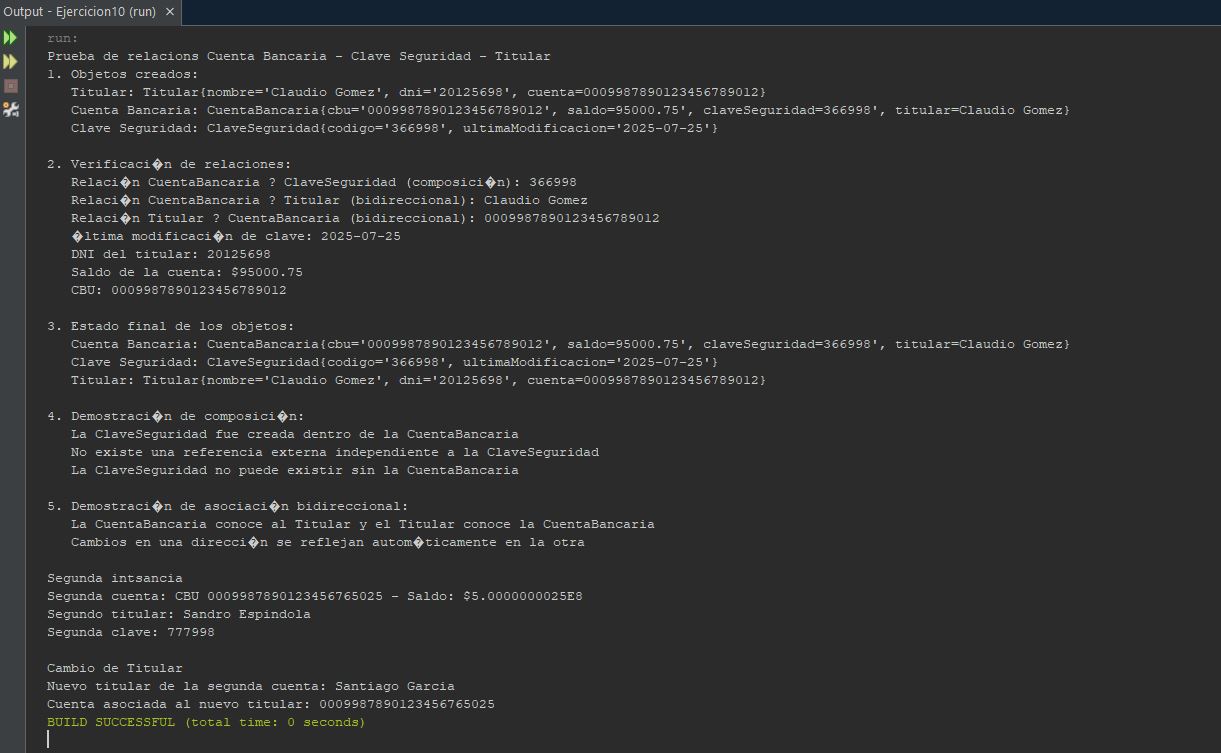 Output - Ejercicion10 (run) ×
run:
Prueba de relacions Cuenta Bancaria - Clave Seguridad - Titular
1. Objetos creados:
   Titular: Titular{nombre='Claudio Gomez', dni='20125698', cuenta=0009987890123456789012}
   Cuenta Bancaria: CuentaBancaria{cbu='0009987890123456789012', saldo=95000.75', claveSeguridad=366998', titular=Claudio Gomez}
   Clave Seguridad: ClaveSeguridad{codigo='366998', ultimaModificacion='2025-07-25'}

2. Verificaci�n de relaciones:
   Relaci�n CuentaBancaria ? ClaveSeguridad (composici�n): 366998
   Relaci�n CuentaBancaria ? Titular (bidireccional): Claudio Gomez
   Relaci�n Titular ? CuentaBancaria (bidireccional): 0009987890123456789012
   �ltima modificaci�n de clave: 2025-07-25
   DNI del titular: 20125698
   Saldo de la cuenta: $95000.75
   CBU: 0009987890123456789012

3. Estado final de los objetos:
   Cuenta Bancaria: CuentaBancaria{cbu='0009987890123456789012', saldo=95000.75', claveSeguridad=366998', titular=Claudio Gomez}
   Clave Seguridad: ClaveSeguridad{codigo='366998', ultimaModificacion='2025-07-25'}
   Titular: Titular{nombre='Claudio Gomez', dni='20125698', cuenta=0009987890123456789012}

4. Demostraci�n de composici�n:
   La ClaveSeguridad fue creada dentro de la CuentaBancaria
   No existe una referencia externa independiente a la ClaveSeguridad
   La ClaveSeguridad no puede existir sin la CuentaBancaria

5. Demostraci�n de asociaci�n bidireccional:
   La CuentaBancaria conoce al Titular y el Titular conoce la CuentaBancaria
   Cambios en una direcci�n se reflejan autom�ticamente en la otra

Segunda intsancia
Segunda cuenta: CBU 0009987890123456765025 - Saldo: $5.0000000025E8
Segundo titular: Sandro Espindola
Segunda clave: 777998

Cambio de Titular
Nuevo titular de la segunda cuenta: Santiago Garcia
Cuenta asociada al nuevo titular: 0009987890123456765025
BUILD SUCCESSFUL (total time: 0 seconds)